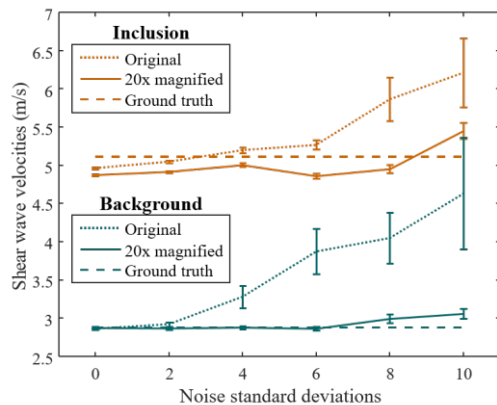 7
6.5
6
5.5
5
4.5
4
3.5
3
2.5
Shear wave velocities (m/s)
Inclusion
Original
20x magnified
Ground truth
Background
Original
20x magnified
Ground truth
0 2 4 6 8 10
Noise standard deviations